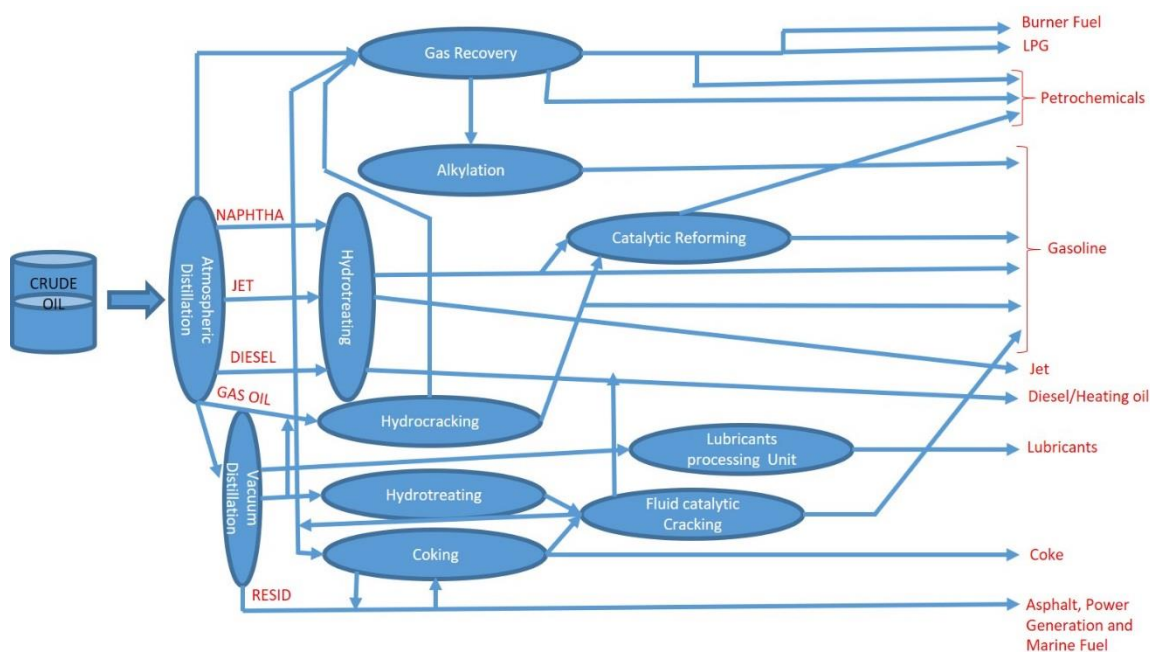 Burner Fuel
LPG
Gas Recovery
Petrochemicals
Alkylation
NAPHTHA
Catalytic Reforming
Gasoline
CRUDE
OIL
Atmospheric
Distillation
JET
Hydrotreating
DIESEL
Jet
GAS OIL
Diesel/Heating oil
Hydrocracking
Lubricants
processing Unit
Lubricants
Vacuum
Distillation
Hydrotreating
Fluid catalytic
Cracking
Coking
Coke
RESID
Asphalt, Power
Generation and
Marine Fuel